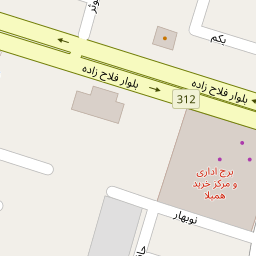 یکم
بلوار فلاح زاده
بلوار فلاح زاده
312
برج اداری
و مرکز خرید
همیلا
نوبهار